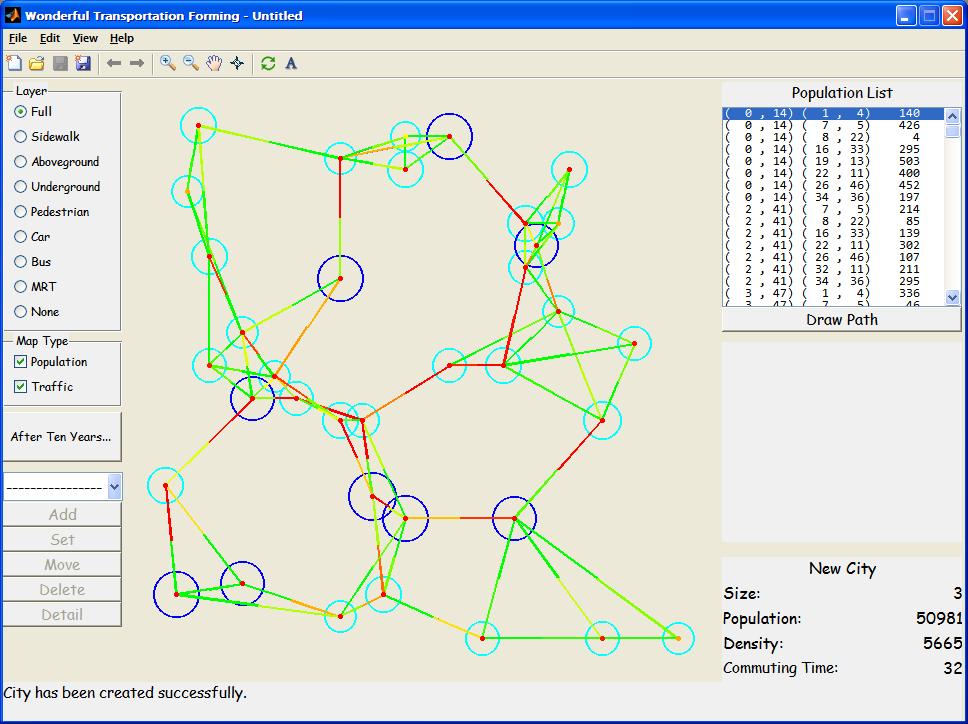 Wonderful Transportation Forming - Untitled
File Edit View Help
A
Layer
Full
Sidewalk
Aboveground
Underground
Pedestrian
Car
Bus
MRT
None
Map Type
Population
Traffic
After Ten Years...
----------------
Add
Set
Move
Delete
Detail
Population List
( 0 , 14) ( 1 , 4) 140
( 0 , 14) ( 7 , 5) 426
( 0 , 14) ( 8 , 22) 4
( 0 , 14) ( 16 , 33) 295
( 0 , 14) ( 19 , 13) 503
( 0 , 14) ( 22 , 11) 400
( 0 , 14) ( 26 , 46) 452
( 0 , 14) ( 34 , 36) 197
( 2 , 41) ( 7 , 5) 214
( 2 , 41) ( 8 , 22) 85
( 2 , 41) ( 16 , 33) 139
( 2 , 41) ( 22 , 11) 302
( 2 , 41) ( 26 , 46) 107
( 2 , 41) ( 32 , 11) 211
( 2 , 41) ( 34 , 36) 295
( 3 , 47) ( 1 , 4) 336
Draw Path
New City
Size: 3
Population: 50981
Density: 5665
Commuting Time: 32
City has been created successfully.